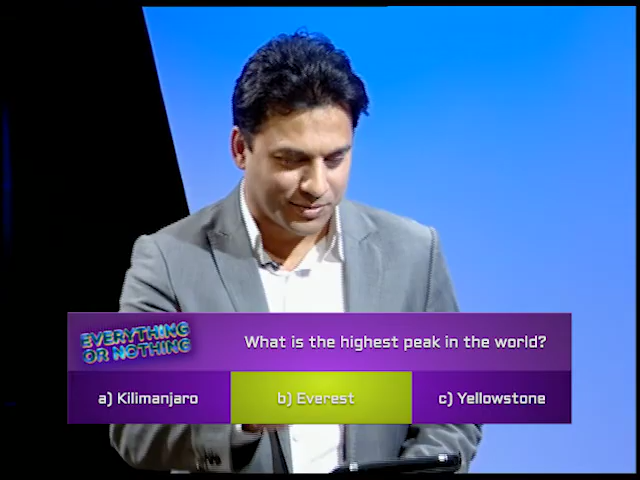 EVERYTHING
OR NOTHING
What is the highest peak in the world?
a) Kilimanjaro
b) Everest
c) Yellowstone